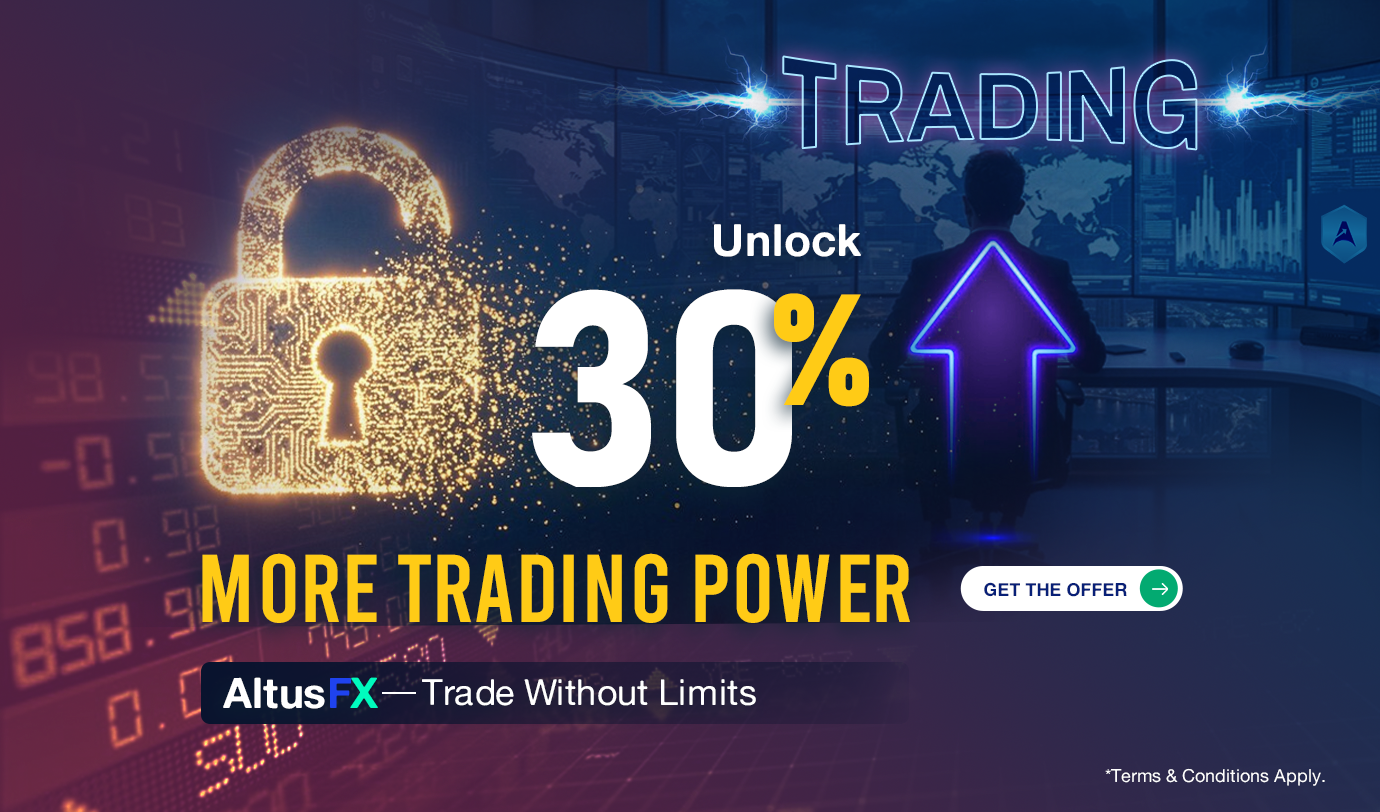 TRADING
Unlock
30%
MORE TRADING POWER
GET THE OFFER
AltusFX — Trade Without Limits
*Terms & Conditions Apply.